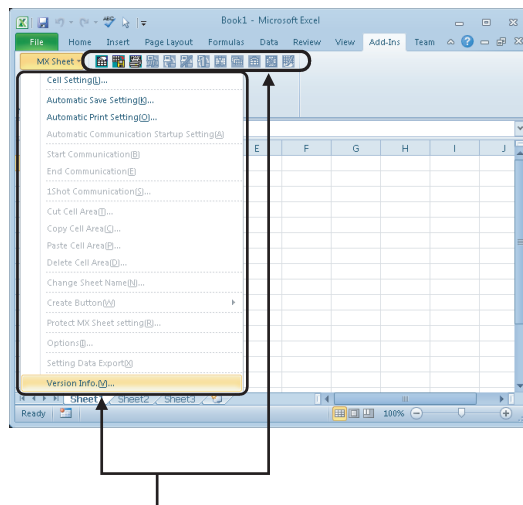 Book1 - Microsoft Excel
File Home Insert Page Layout Formulas Data Review View Add-Ins Team
MX Sheet
Cell Setting(L)...
Automatic Save Setting(K)...
Automatic Print Setting(O)...
Automatic Communication Startup Setting(A)
Start Communication(B)
End Communication(E)
1Shot Communication(S)...
Cut Cell Area(T)...
Copy Cell Area(C)...
Paste Cell Area(P)...
Delete Cell Area(D)...
Change Sheet Name(N)...
Create Button(W)
Protect MX Sheet setting(R)...
Setting Data Export(X)
Version Info.(V)...
E F G H I J
Sheet2 Sheet3
Ready 100%